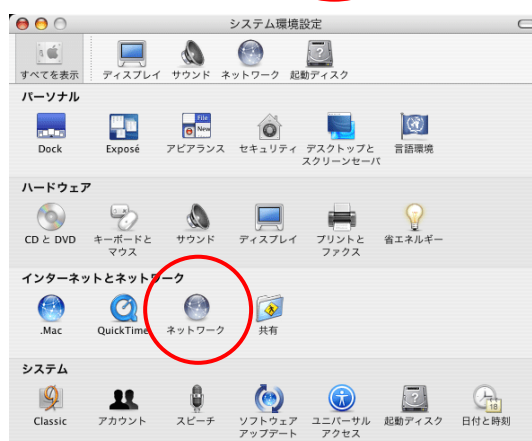 システム環境設定
すべてを表示 ディスプレイ サウンド ネットワーク 起動ディスク
パーソナル
File
New
Dock Exposé アピアランス セキュリティ デスクトップと 言語環境
スクリーンセーバ
ハードウェア
CD と DVD キーボードと サウンド ディスプレイ プリントと 省エネルギー
マウス ファクス
インターネットとネットワーク
.Mac QuickTime ネットワーク 共有
システム
18
Classic アカウント スピーチ ソフトウェア ユニバーサル 起動ディスク 日付と時刻
アップデート アクセス